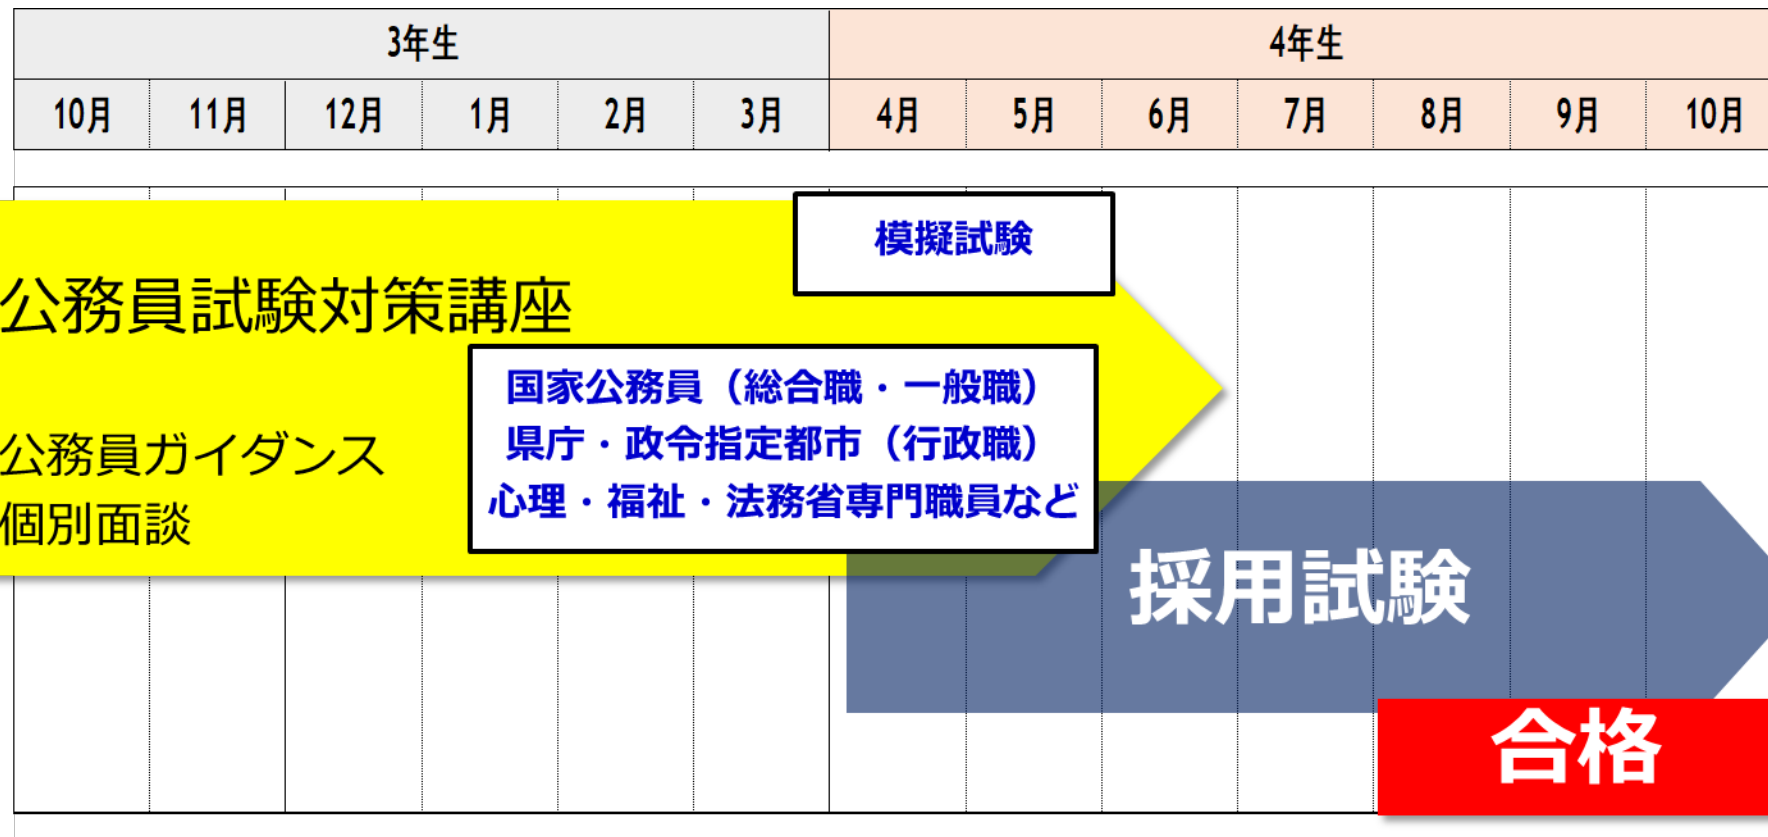 3年生 4年生
10月 11月 12月 1月 2月 3月 4月 5月 6月 7月 8月 9月 10月
模擬試験
公務員試験対策講座
国家公務員（総合職・一般職）
県庁・政令指定都市（行政職）
心理・福祉・法務省専門職員など
公務員ガイダンス
個別面談
採用試験
合格